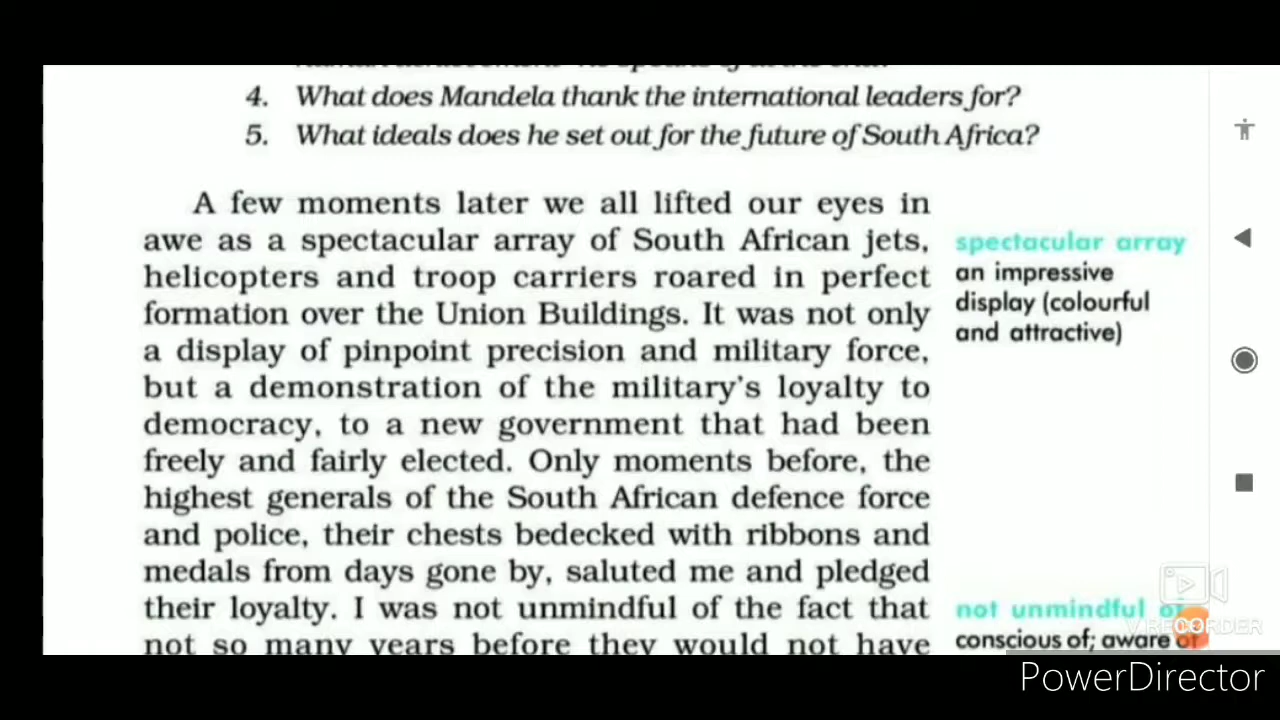 4. What does Mandela thank the international leaders for?
5. What ideals does he set out for the future of South Africa?
A few moments later we all lifted our eyes in
awe as a spectacular array of South African jets,
helicopters and troop carriers roared in perfect
formation over the Union Buildings. It was not only
a display of pinpoint precision and military force,
but a demonstration of the military's loyalty to
democracy, to a new government that had been
freely and fairly elected. Only moments before, the
highest generals of the South African defence force
and police, their chests bedecked with ribbons and
medals from days gone by, saluted me and pledged
their loyalty. I was not unmindful of the fact that
not so many years before they would not have
spectacular array
an impressive
display (colourful
and attractive)
not unmindful of
conscious of; aware of
RECORDER
PowerDirector